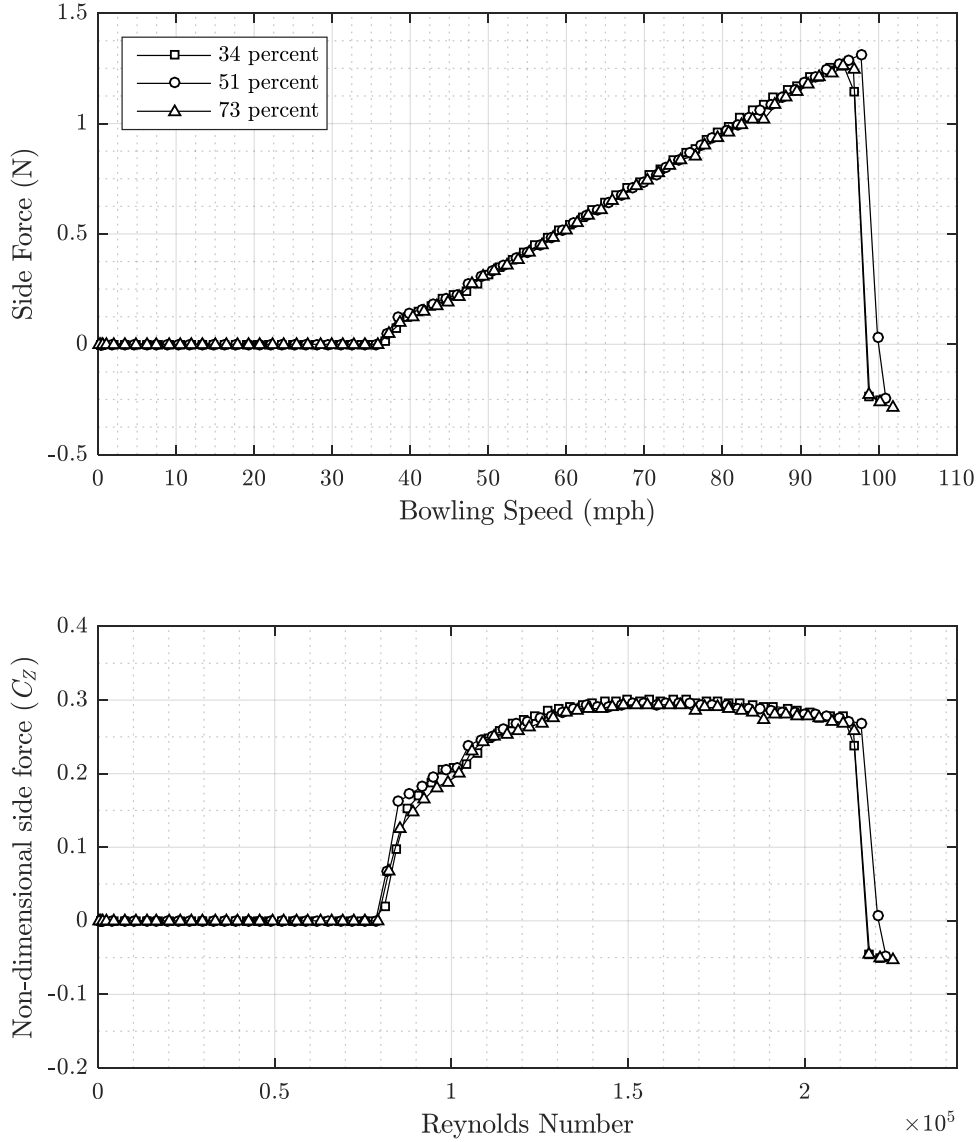 1.5
1
0.5
0
-0.5
Side Force (N)
34 percent
51 percent
73 percent
0 10 20 30 40 50 60 70 80 90 100 110
Bowling Speed (mph)
0.4
0.3
0.2
0.1
0
-0.1
-0.2
Non-dimensional side force (C_Z)
0 0.5 1 1.5 2
Reynolds Number
×10⁵